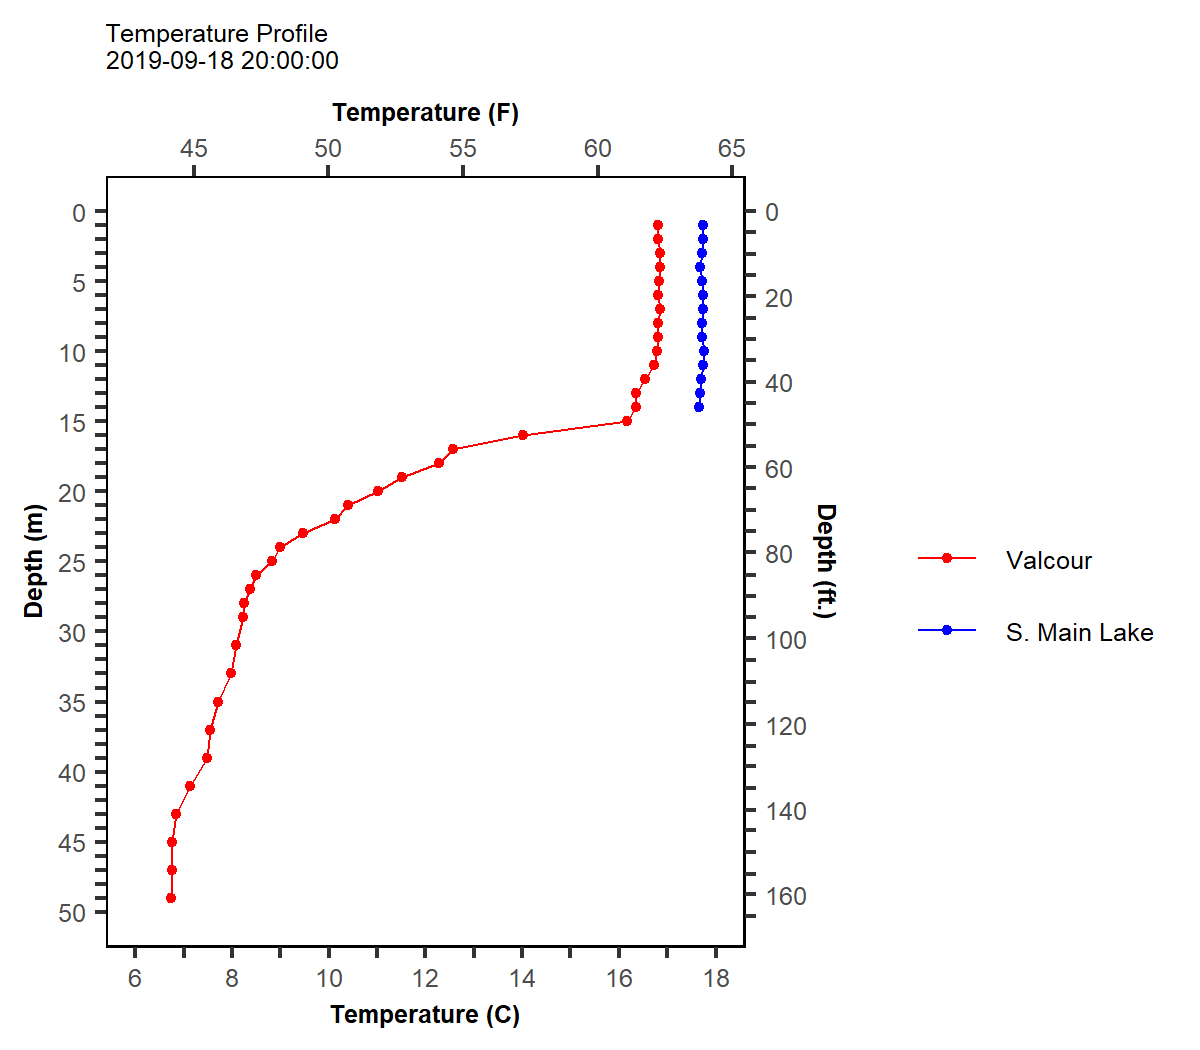 Temperature Profile
2019-09-18 20:00:00
Temperature (F)
45 50 55 60 65
0
5
10
15
20
25
30
35
40
45
50
Depth (m)
0
20
40
60
80
100
120
140
160
Depth (ft.)
Valcour
S. Main Lake
6 8 10 12 14 16 18
Temperature (C)